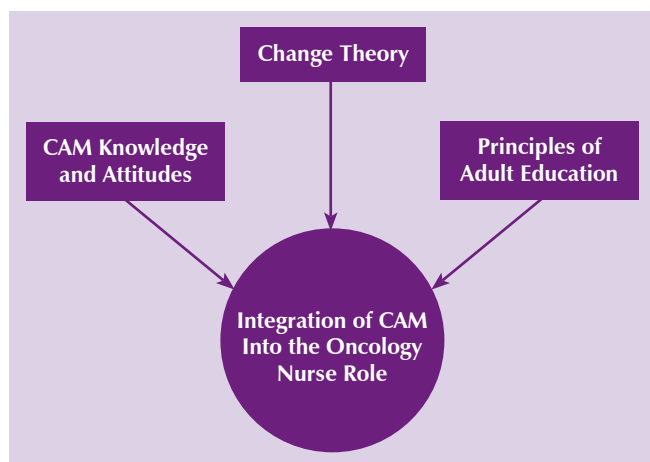 Change Theory
CAM Knowledge
and Attitudes
Principles of
Adult Education
Integration of CAM
Into the Oncology
Nurse Role